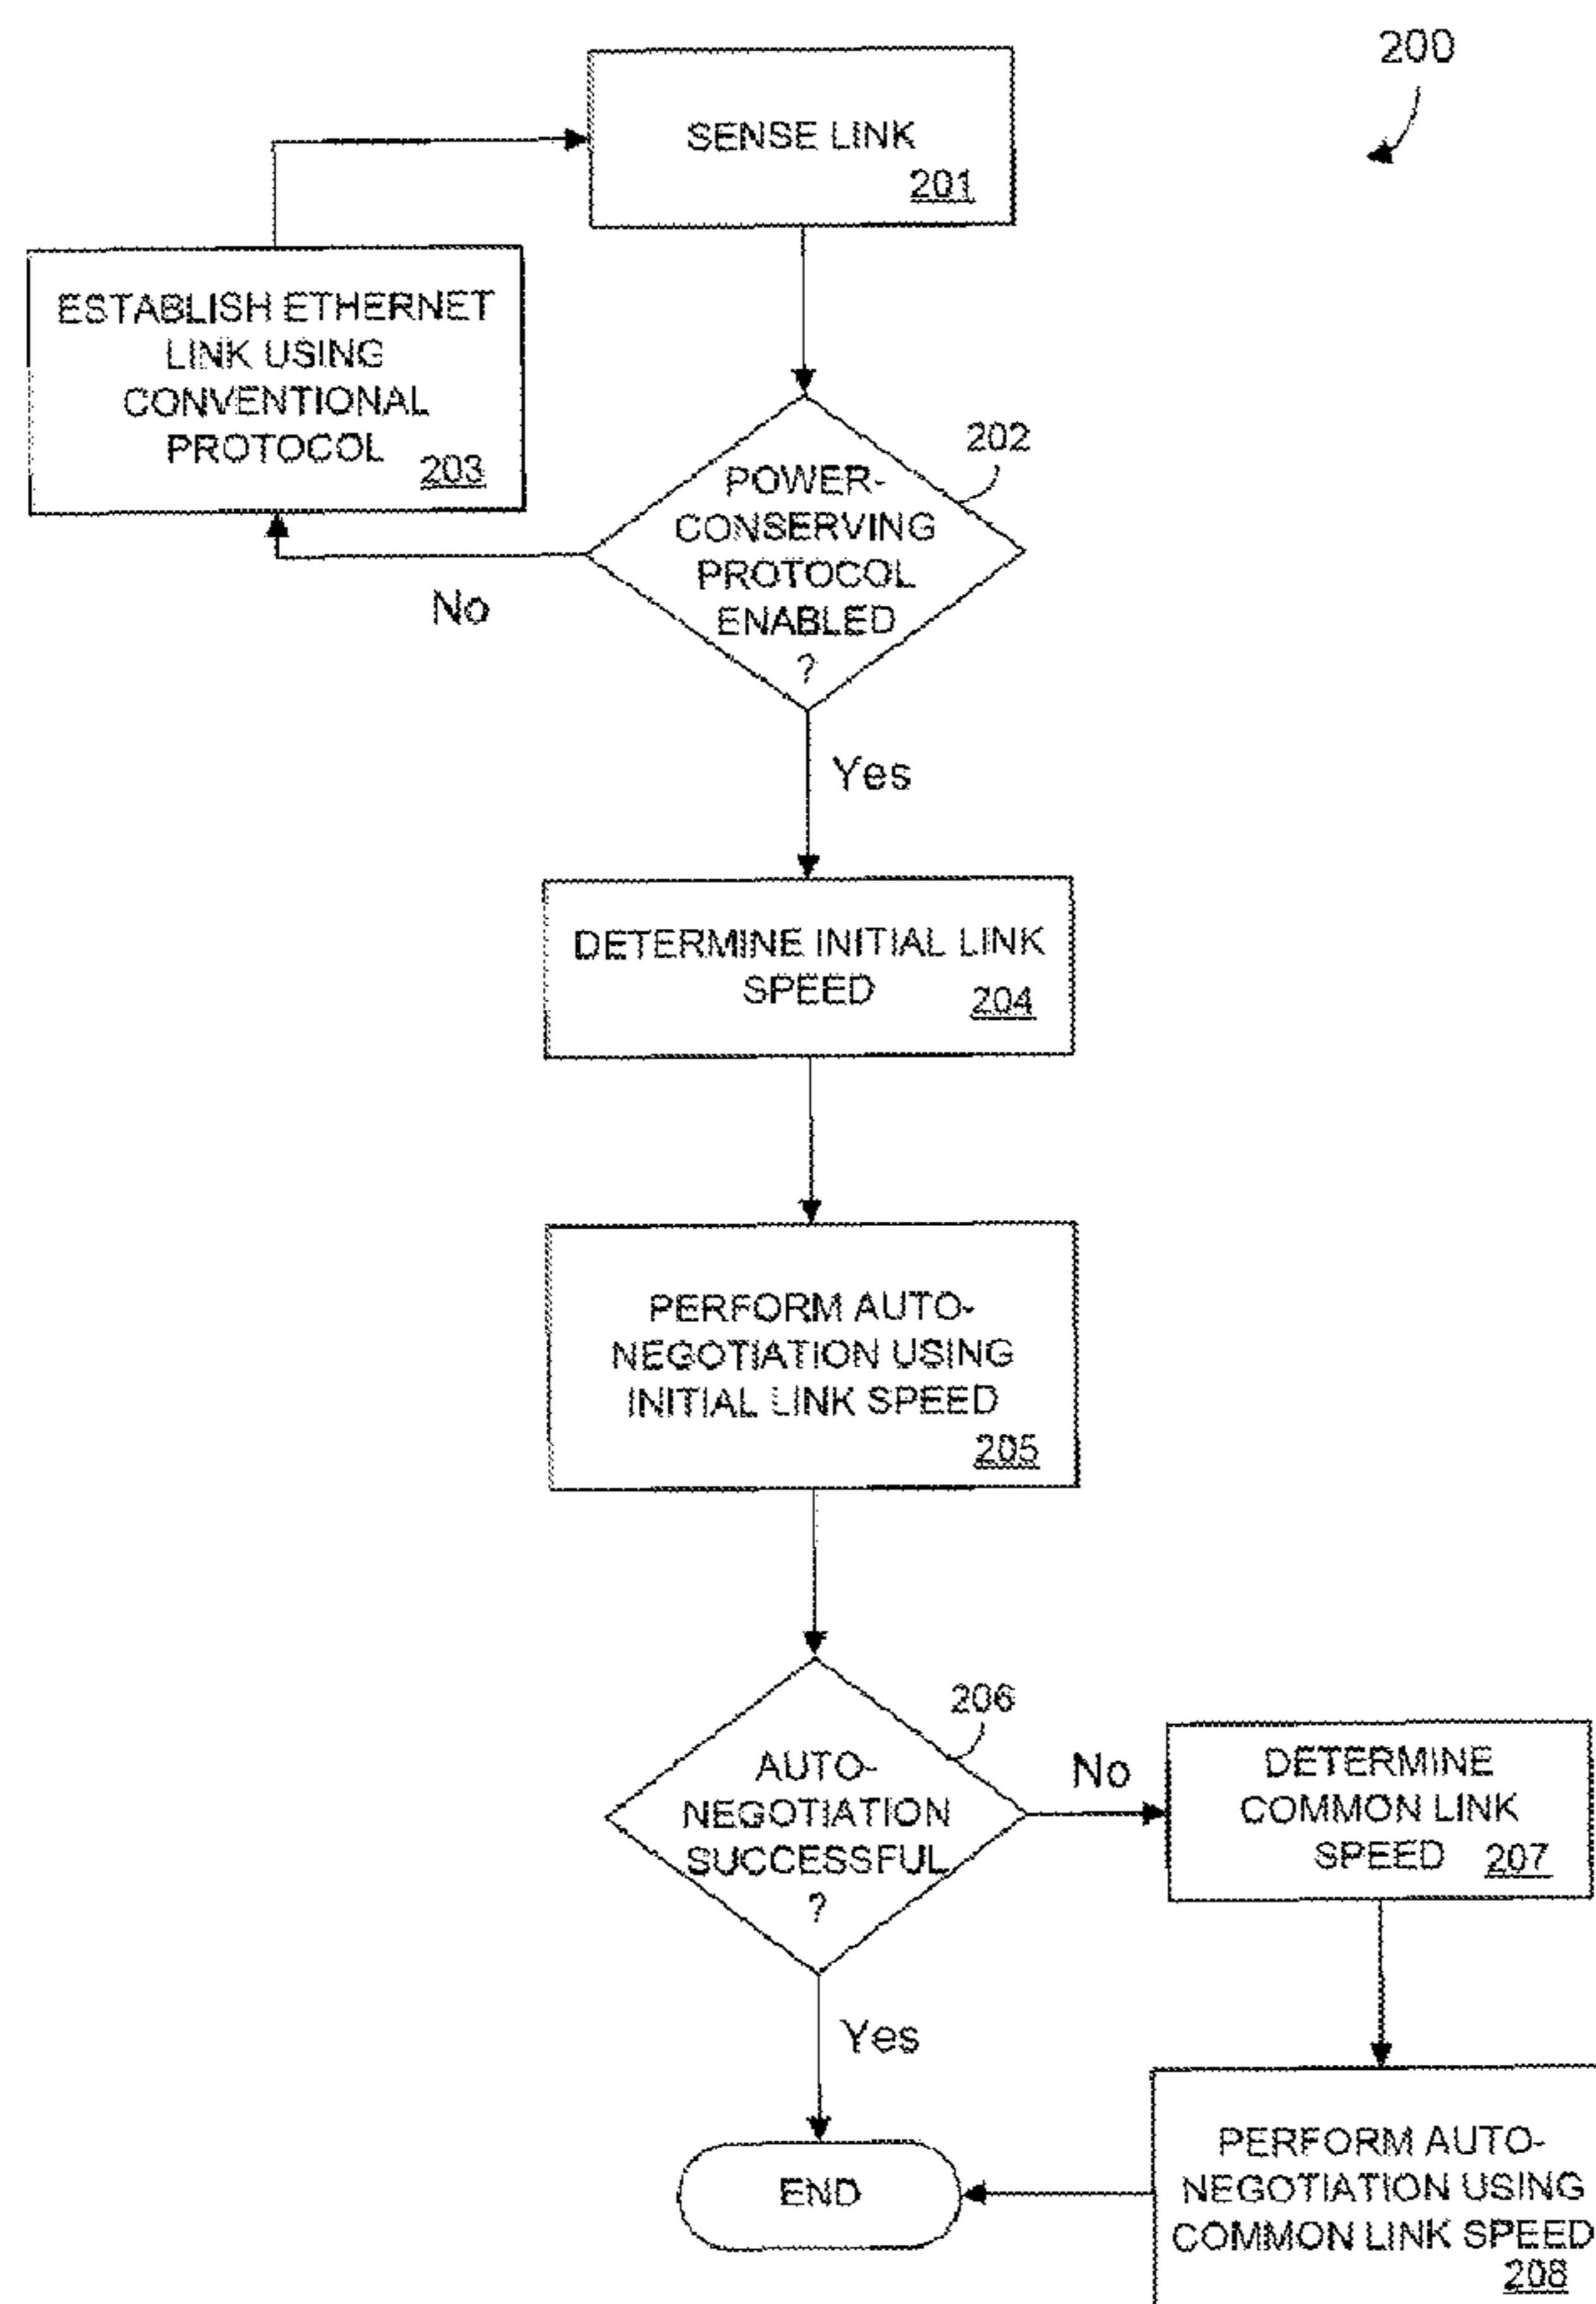 200
SENSE LINK
201
ESTABLISH ETHERNET
LINK USING
CONVENTIONAL
PROTOCOL
203
202
POWER-
CONSERVING
PROTOCOL
ENABLED
?
No
Yes
DETERMINE INITIAL LINK
SPEED
204
PERFORM AUTO-
NEGOTIATION USING
INITIAL LINK SPEED
205
206
AUTO-
NEGOTIATION
SUCCESSFUL
?
No
DETERMINE
COMMON LINK
SPEED 207
Yes
END
PERFORM AUTO-
NEGOTIATION USING
COMMON LINK SPEED
208